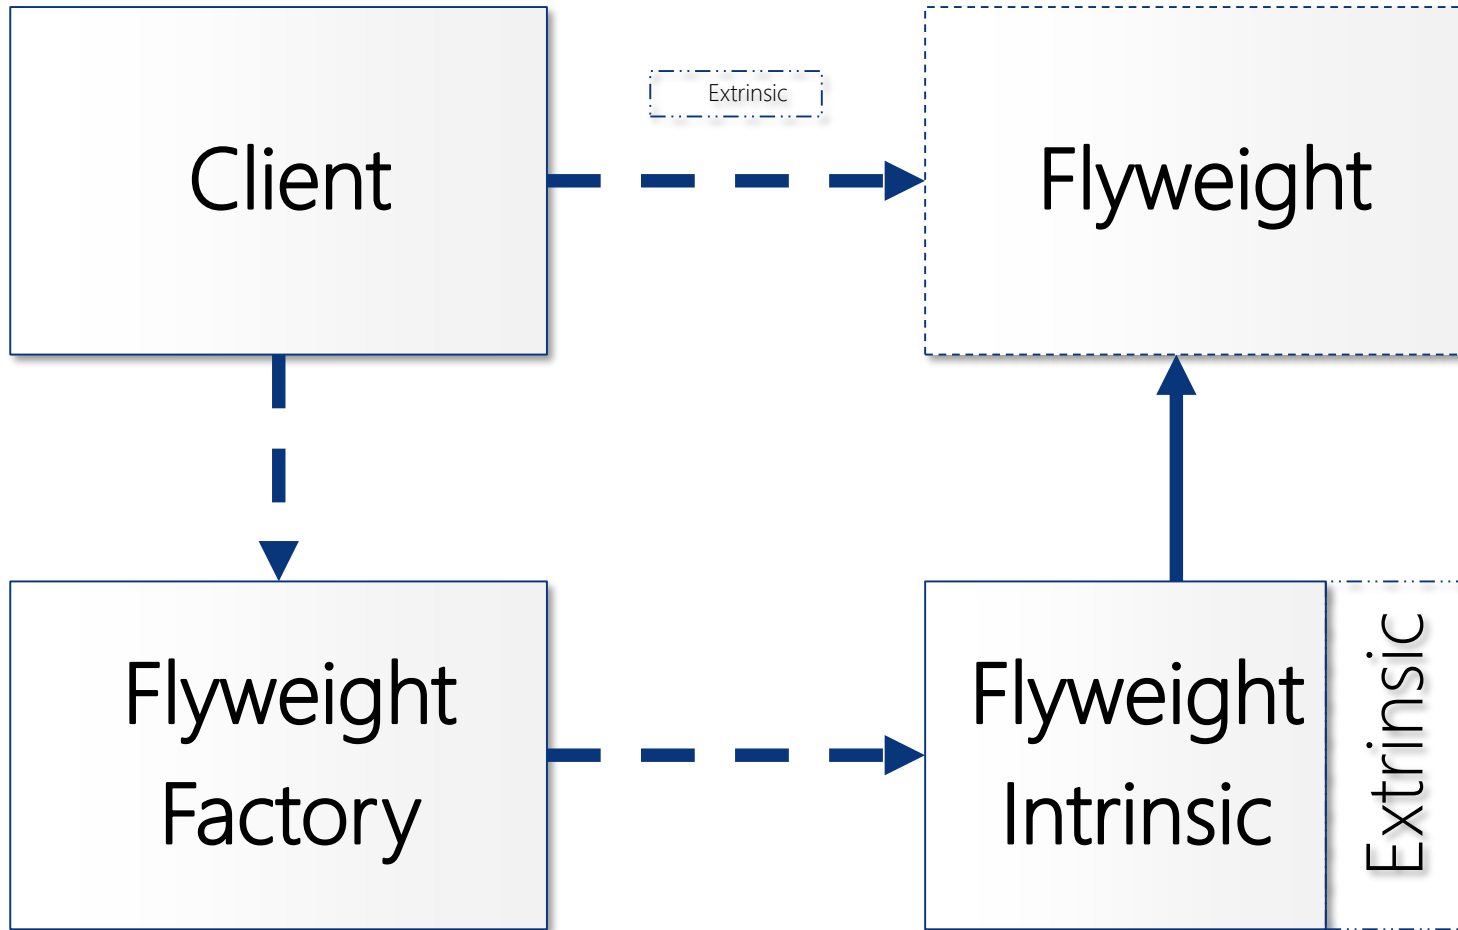 Client
Extrinsic
Flyweight
Flyweight
Factory
Flyweight
Intrinsic
Extrinsic